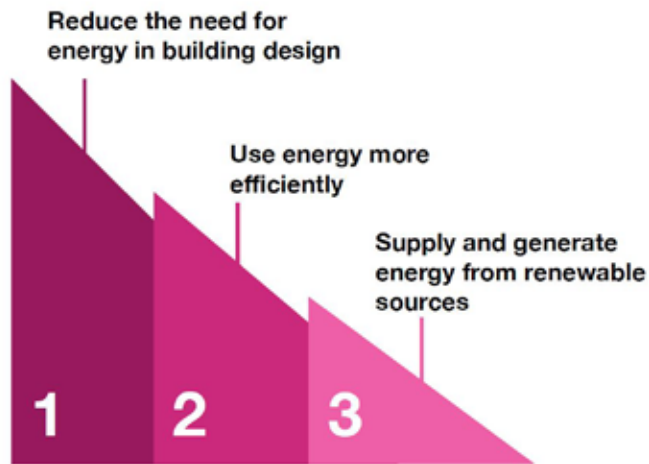 Reduce the need for
energy in building design
Use energy more
efficiently
Supply and generate
energy from renewable
sources
1
2
3